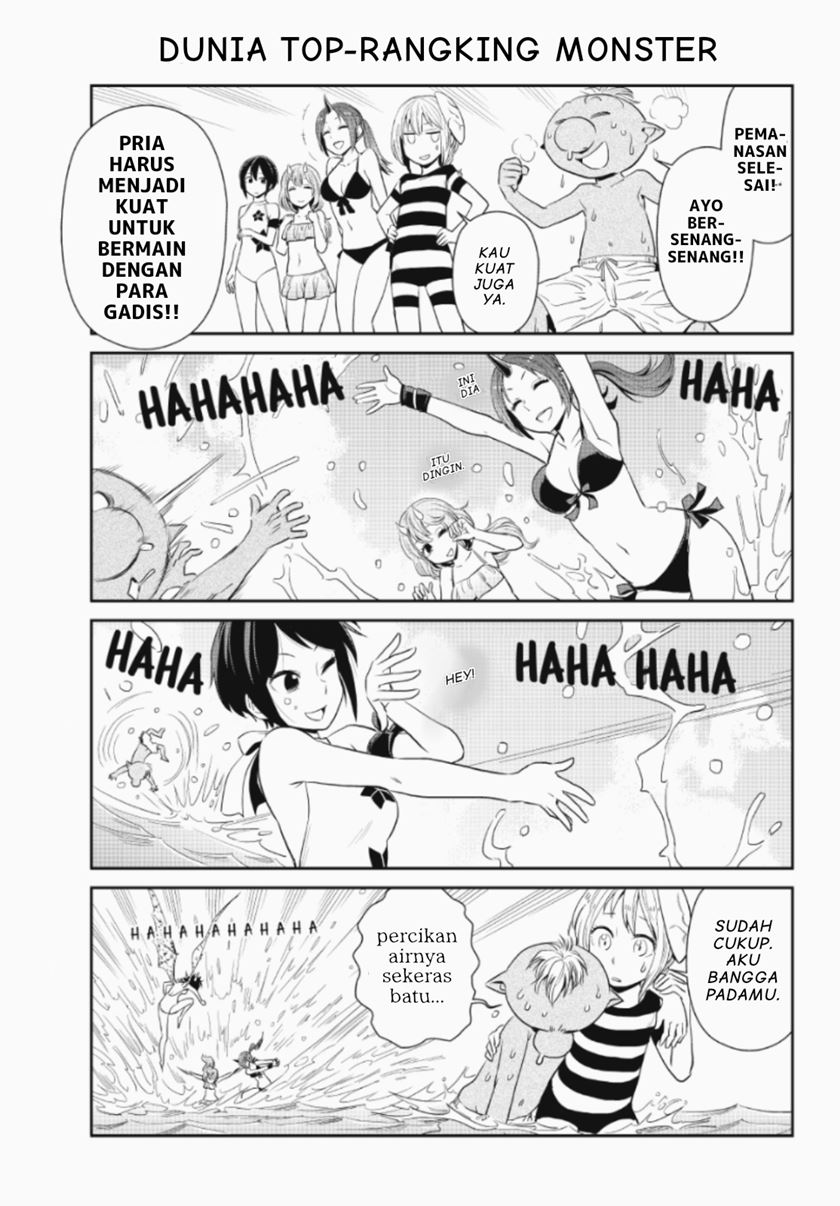 DUNIA TOP-RANGKING MONSTER
PEMA-
NASAN
SELE-
SAI!
AYO
BER-
SENANG-
SENANG!!
KAU
KUAT
JUGA
YA.
PRIA
HARUS
MENJADI
KUAT
UNTUK
BERMAIN
DENGAN
PARA
GADIS!!
HAHA
INI
DIA
HAHAHAHA
ITU
DINGIN.
HAHA HAHA
HEY!
HAHA
SUDAH
CUKUP.
AKU
BANGGA
PADAMU.
percikan
airnya
sekeras
batu...
HAHAHAHAHAHA